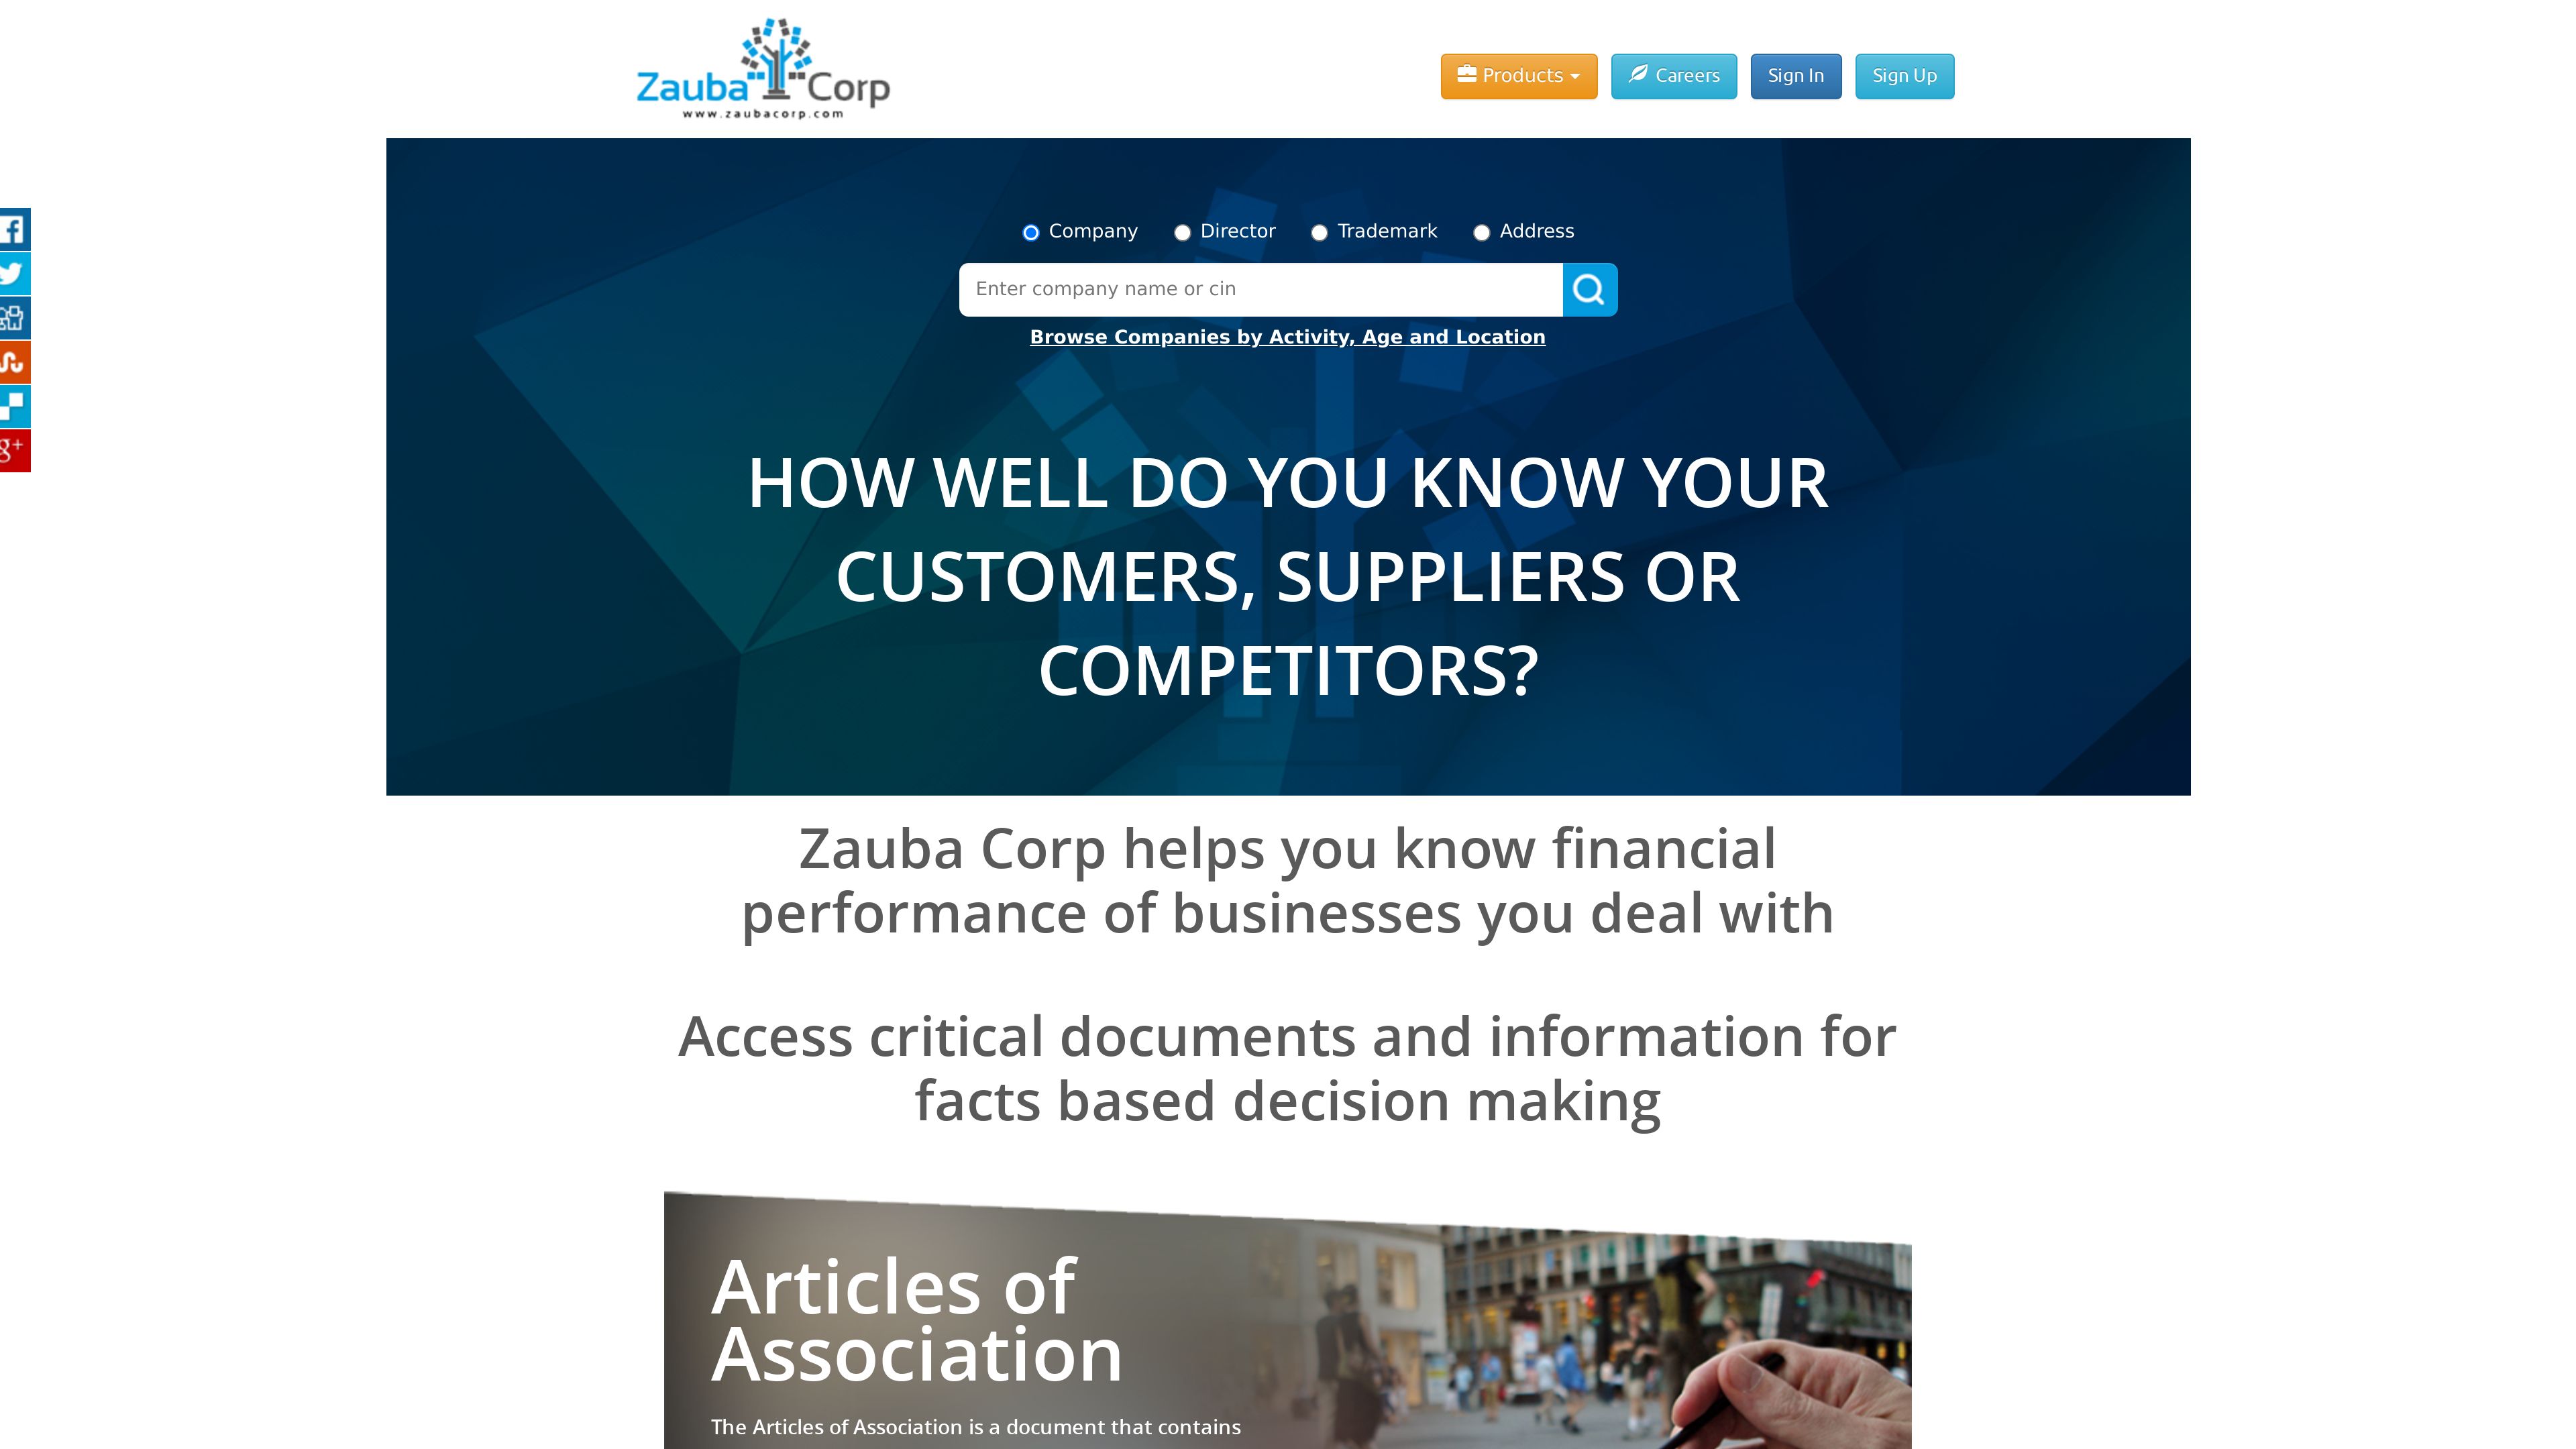 Zauba Corp
www.zaubacorp.com
Products
Careers
Sign In
Sign Up
Company
Director
Trademark
Address
Enter company name or cin
Browse Companies by Activity, Age and Location
HOW WELL DO YOU KNOW YOUR
CUSTOMERS, SUPPLIERS OR
COMPETITORS?
Zauba Corp helps you know financial
performance of businesses you deal with
Access critical documents and information for
facts based decision making
Articles of
Association
The Articles of Association is a document that contains